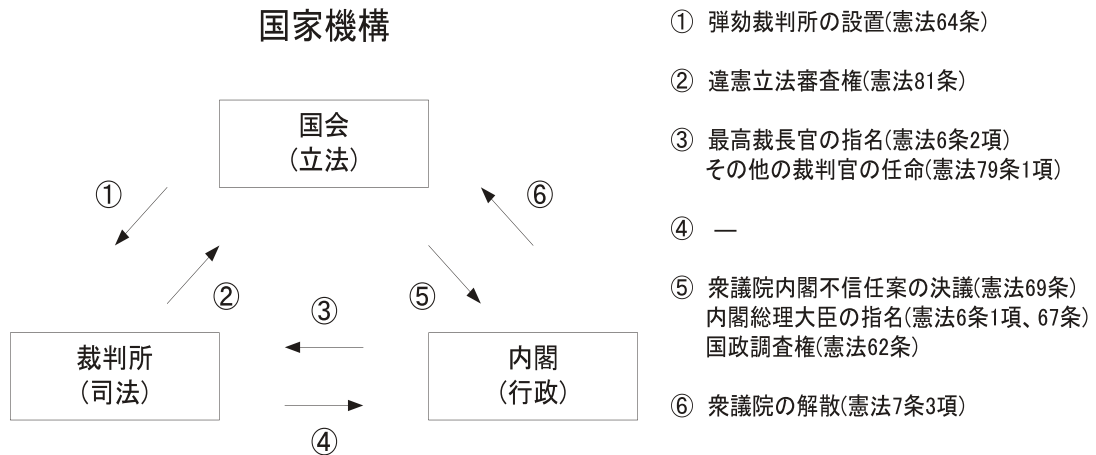 国家機構
国会
(立法)
①
⑥
②
⑤
③
裁判所
(司法)
内閣
(行政)
④
① 弾劾裁判所の設置(憲法64条)
② 違憲立法審査権(憲法81条)
③ 最高裁長官の指名(憲法6条2項)
その他の裁判官の任命(憲法79条1項)
④ ―
⑤ 衆議院内閣不信任案の決議(憲法69条)
内閣総理大臣の指名(憲法6条1項、67条)
国政調査権(憲法62条)
⑥ 衆議院の解散(憲法7条3項)